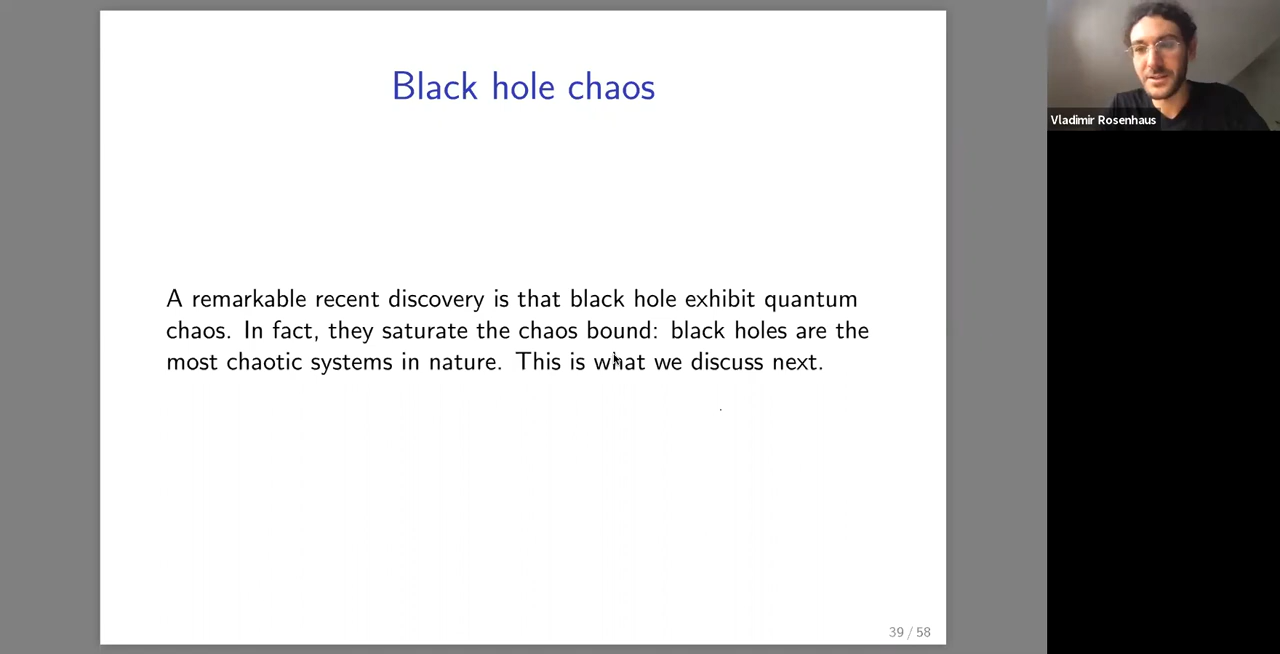 Black hole chaos
Vladimir Rosenhaus
A remarkable recent discovery is that black hole exhibit quantum
chaos. In fact, they saturate the chaos bound: black holes are the
most chaotic systems in nature. This is what we discuss next.
39 / 58